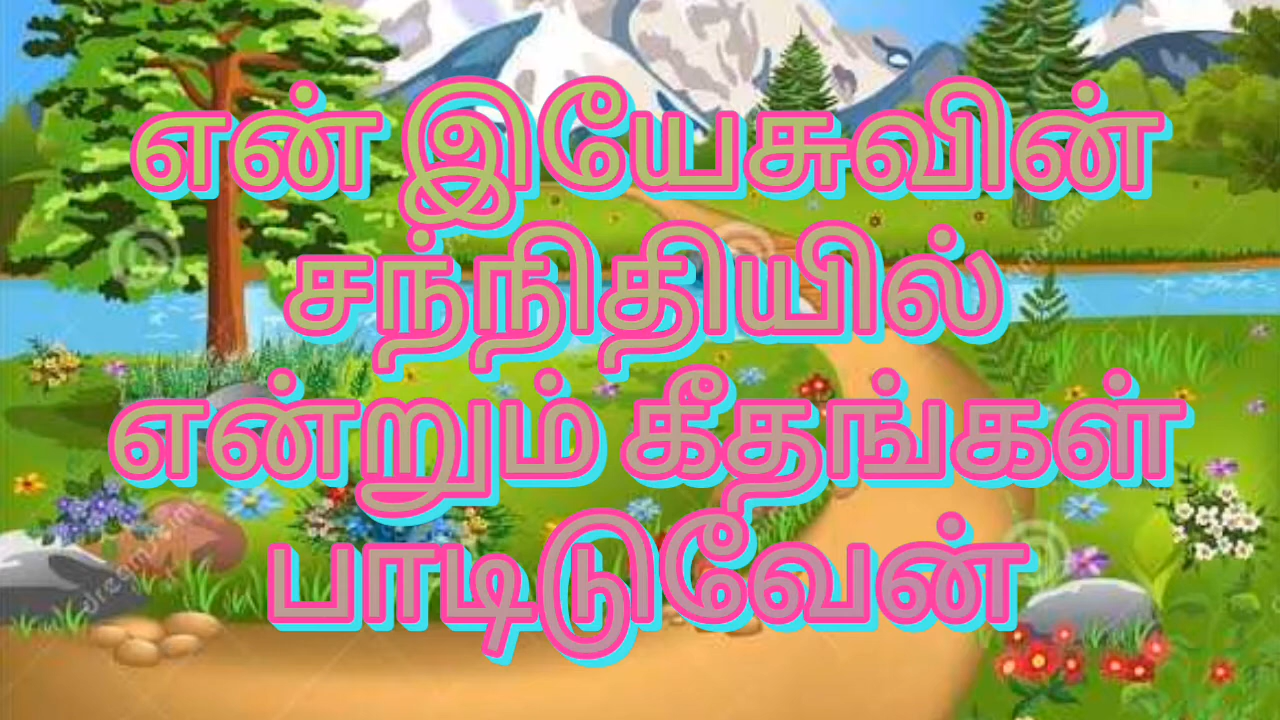 என் இயேசுவின்
சந்நிதியில்
என்றும் கீதங்கள்
பாடிடுவேன்